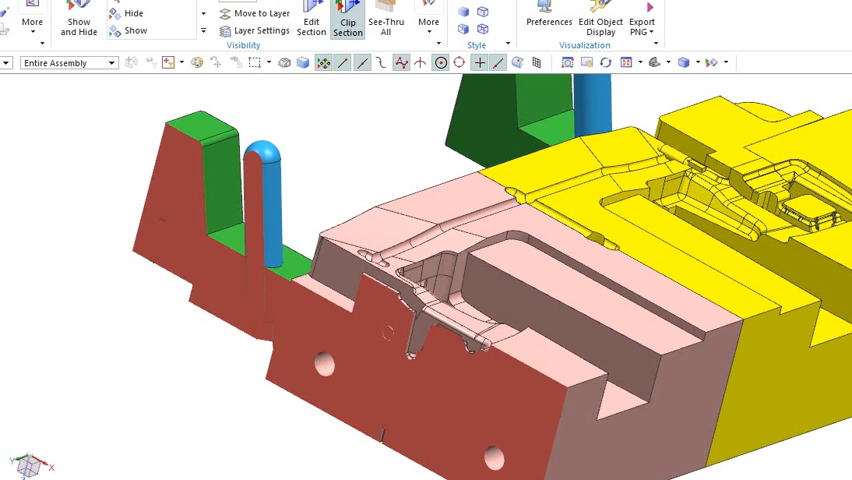 More
Show
and Hide
Hide
Show
Move to Layer
Layer Settings
Visibility
Edit
Section
Clip
Section
See-Thru
All
More
Style
Preferences
Edit Object
Display
Export
PNG
Visualization
Entire Assembly
Y
X